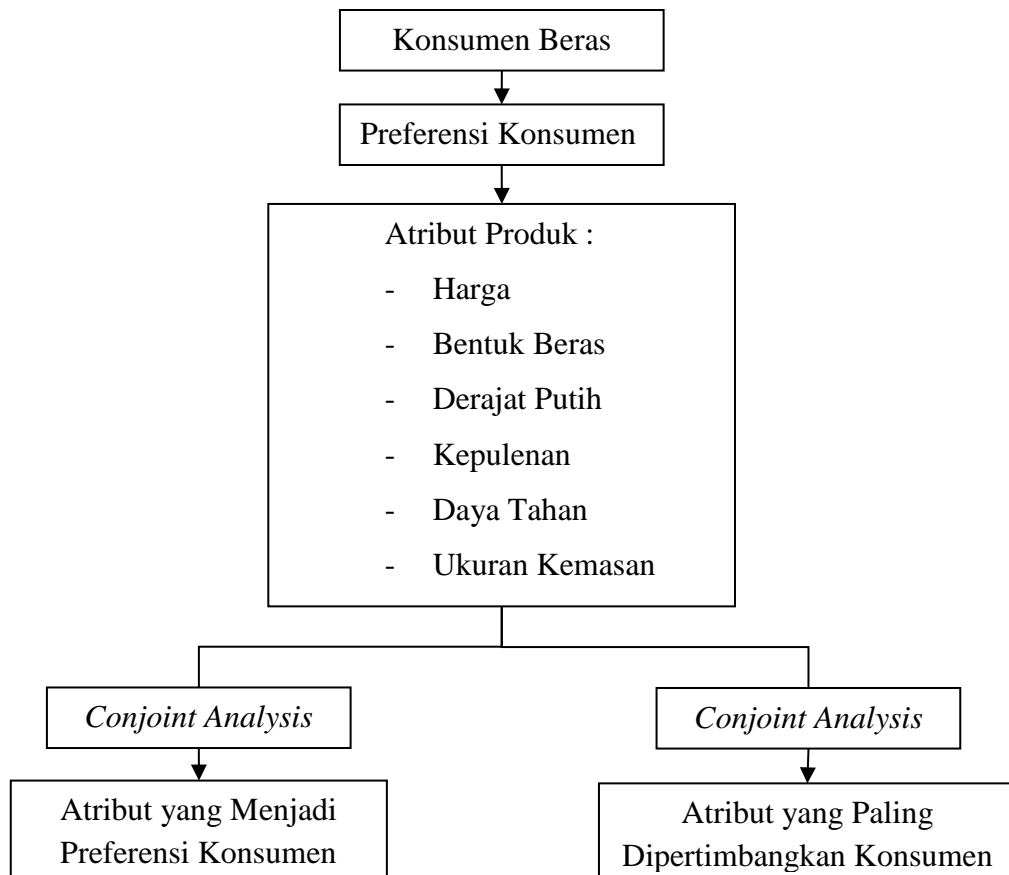 Konsumen Beras
Preferensi Konsumen
Atribut Produk :
- Harga
- Bentuk Beras
- Derajat Putih
- Kepulenan
- Daya Tahan
- Ukuran Kemasan
Conjoint Analysis
Conjoint Analysis
Atribut yang Menjadi
Preferensi Konsumen
Atribut yang Paling
Dipertimbangkan Konsumen